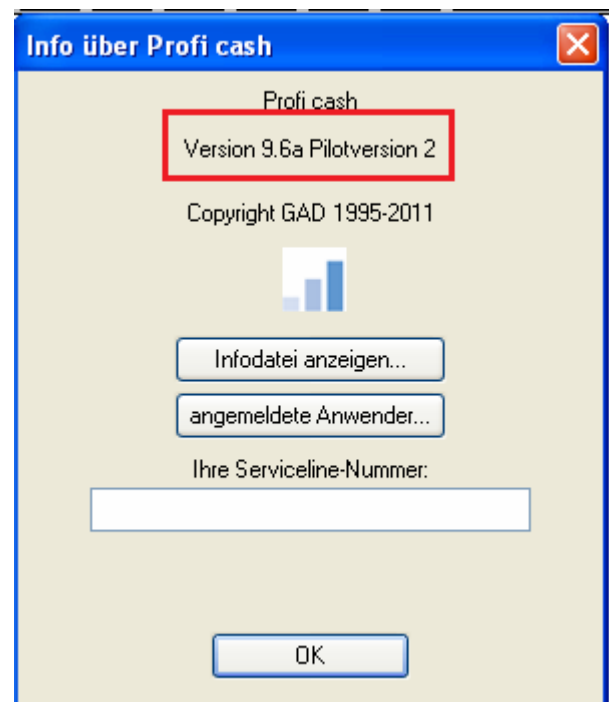 Info über Profi cash
Profi cash
Version 9.6a Pilotversion 2
Copyright GAD 1995-2011
Infodatei anzeigen...
angemeldete Anwender...
Ihre Serviceline-Nummer:
OK